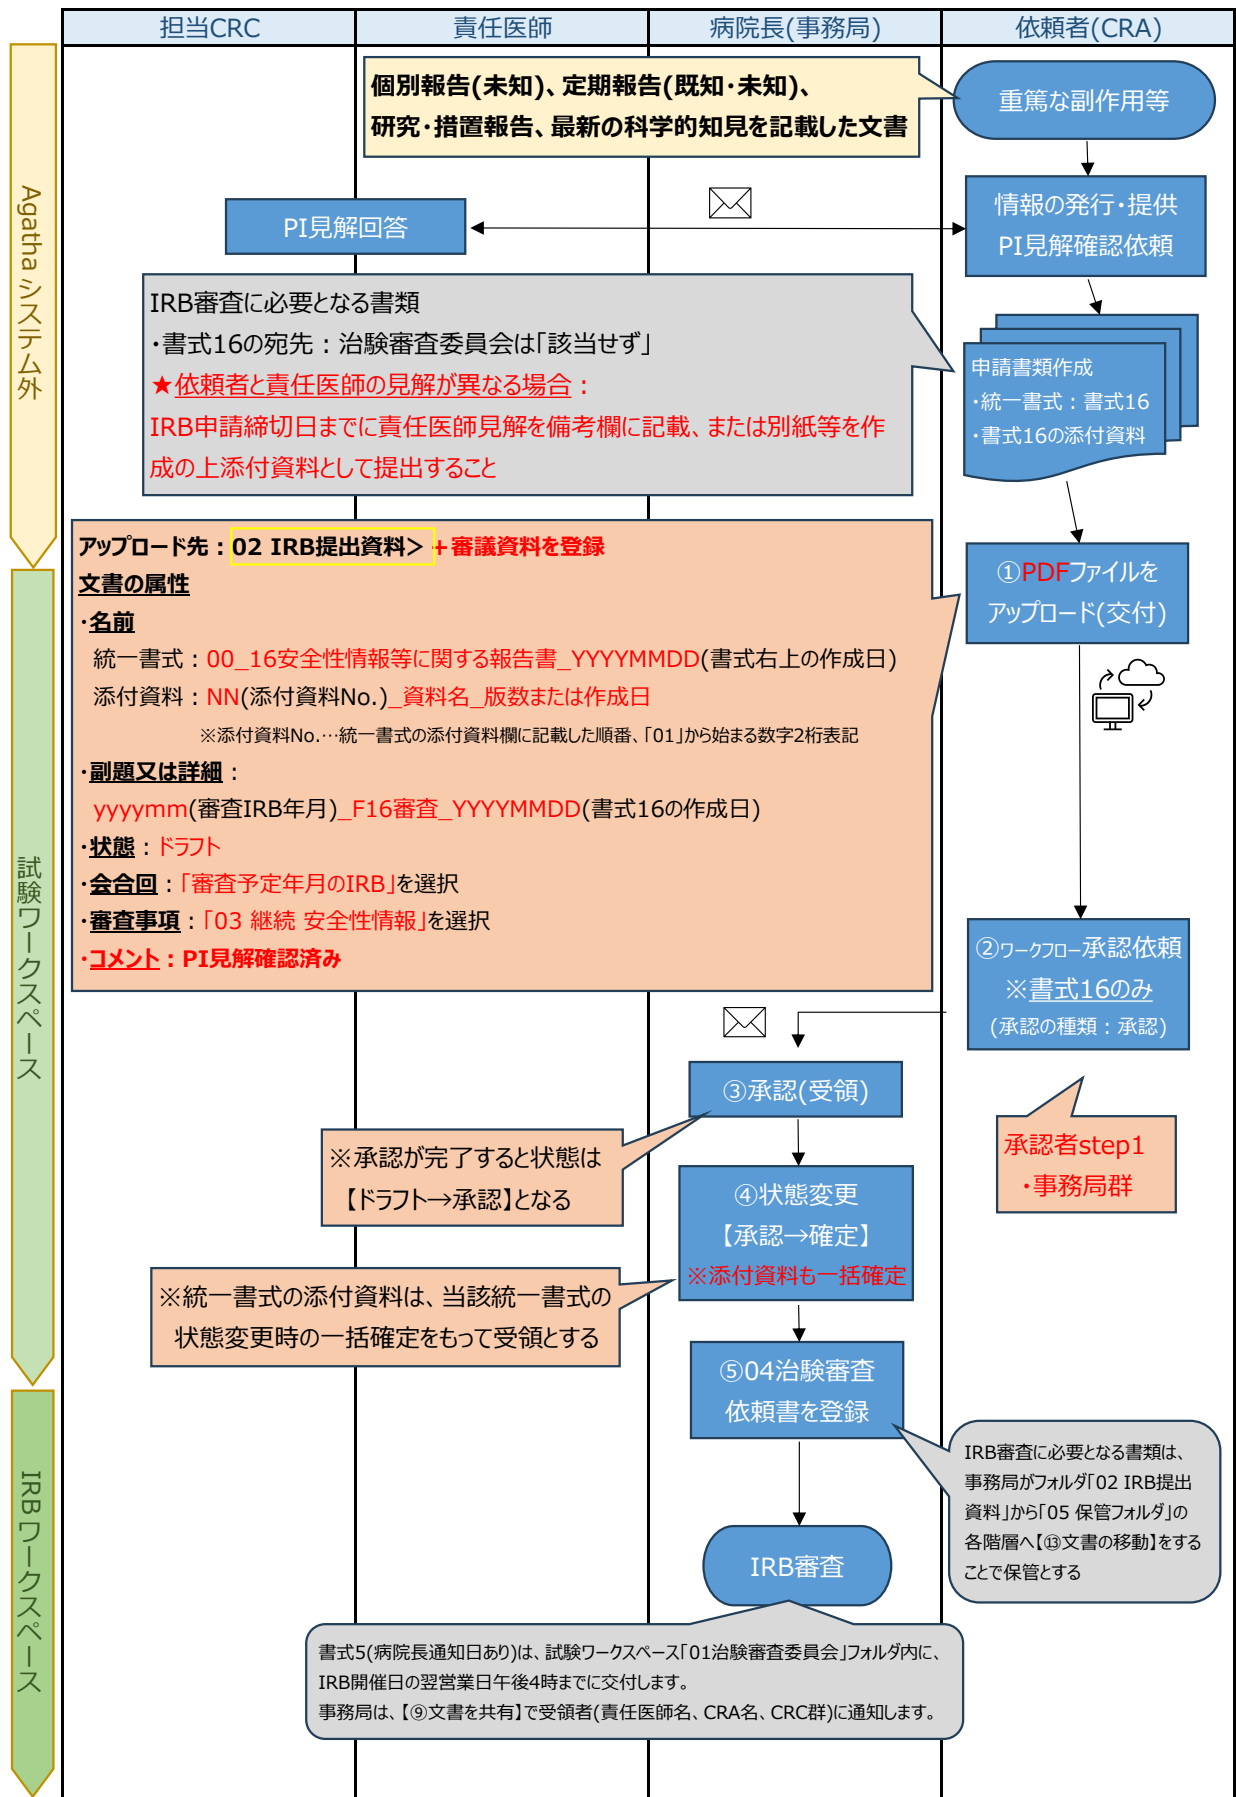 担当CRC
責任医師
病院長(事務局)
依頼者(CRA)
Agatha システム外
個別報告(未知)、定期報告(既知・未知)、
研究・措置報告、最新の科学的知見を記載した文書
重篤な副作用等
情報の発行・提供
PI見解確認依頼
PI見解回答
IRB審査に必要となる書類
・書式16の宛先：治験審査委員会は「該当せず」
★依頼者と責任医師の見解が異なる場合：
IRB申請締切日までに責任医師見解を備考欄に記載、または別紙等を作
成の上添付資料として提出すること
申請書類作成
・統一書式：書式16
・書式16の添付資料
試験ワークスペース
アップロード先：02 IRB提出資料＞＋審議資料を登録
文書の属性
・名前
統一書式：00_16安全性情報等に関する報告書_YYYYMMDD(書式右上の作成日)
添付資料：NN(添付資料No.)_資料名_版数または作成日
※添付資料No.…統一書式の添付資料欄に記載した順番、「01」から始まる数字2桁表記
・副題又は詳細：
yyyymm(審査IRB年月)_F16審査_YYYYMMDD(書式16の作成日)
・状態：ドラフト
・会合回：「審査予定年月のIRB」を選択
・審査事項：「03 継続 安全性情報」を選択
・コメント：PI見解確認済み
①PDFファイルを
アップロード(交付)
②ワークフロー承認依頼
※書式16のみ
(承認の種類：承認)
承認者step1
・事務局群
③承認(受領)
※承認が完了すると状態は
【ドラフト→承認】となる
④状態変更
【承認→確定】
※添付資料も一括確定
※統一書式の添付資料は、当該統一書式の
状態変更時の一括確定をもって受領とする
⑤04治験審査
依頼書を登録
IRBワークスペース
IRB審査に必要となる書類は、
事務局がフォルダ「02 IRB提出
資料」から「05 保管フォルダ」の
各階層へ【⑬文書の移動】をする
ことで保管とする
IRB審査
書式5(病院長通知日あり)は、試験ワークスペース「01治験審査委員会」フォルダ内に、
IRB開催日の翌営業日午後4時までに交付します。
事務局は、【⑨文書を共有】で受領者(責任医師名、CRA名、CRC群)に通知します。